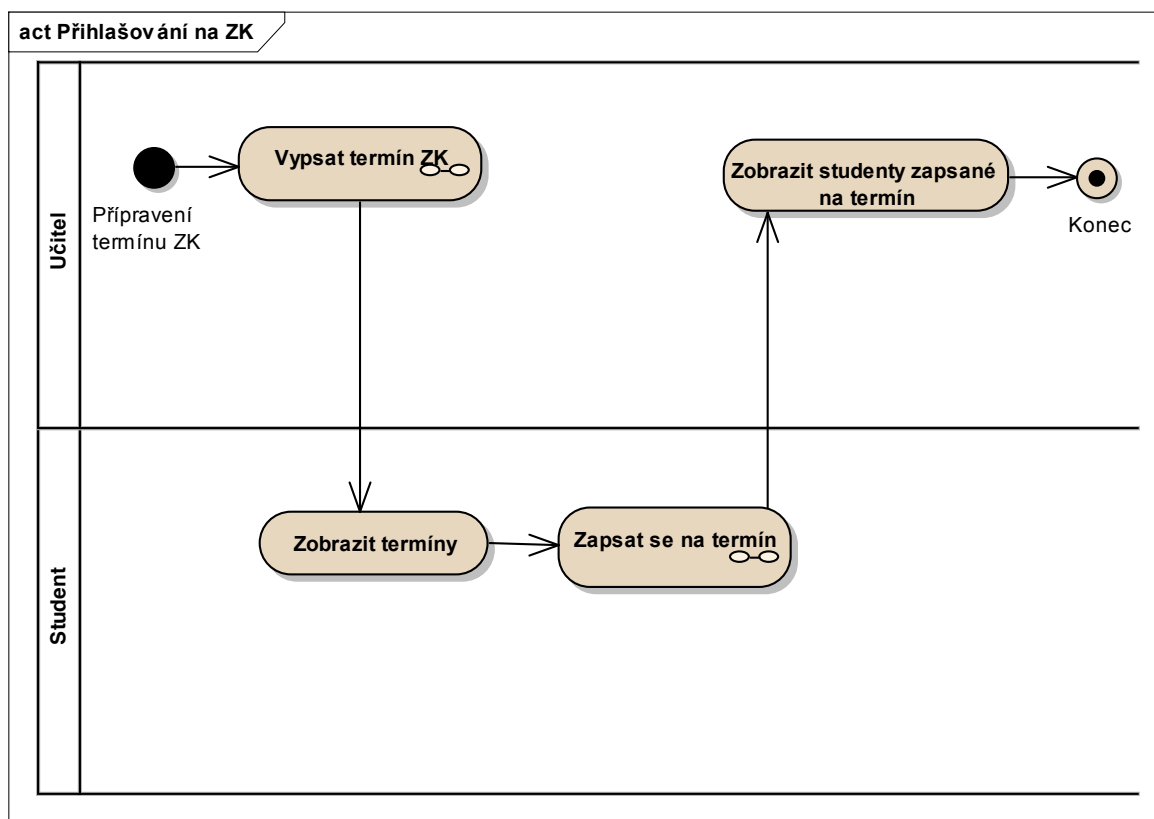 act Přihlašování na ZK
Učitel
Přípravení
termínu ZK
Vypsat termín ZK
Zobrazit studenty zapsané
na termín
Konec
Student
Zobrazit termíny
Zapsat se na termín